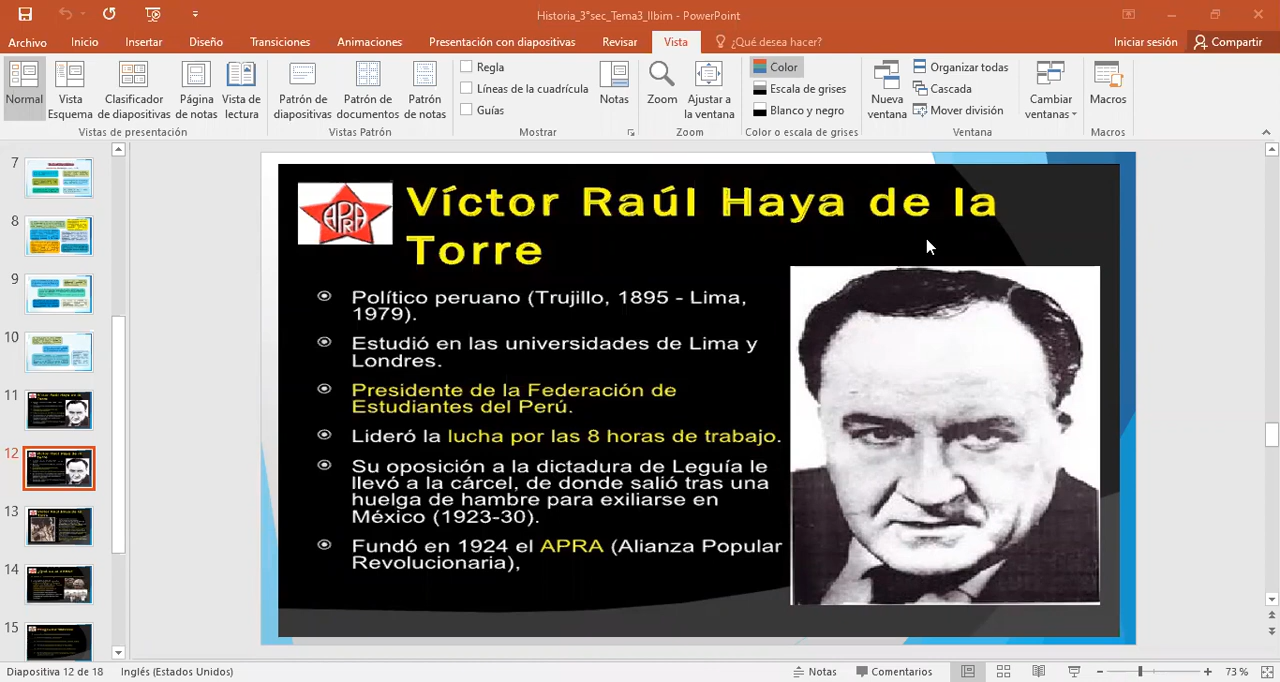 Historia_3°sec_Tema3_IIbim - PowerPoint
Archivo Inicio Insertar Diseño Transiciones Animaciones Presentación con diapositivas Revisar Vista ¿Qué desea hacer? Iniciar sesión Compartir
Normal
Vista
Esquema
Clasificador
de diapositivas
Página
de notas
Vista de
lectura
Vistas de presentación
Patrón de
diapositivas
Patrón de
documentos
Patrón
de notas
Vistas Patrón
Regla
Líneas de la cuadrícula
Guías
Mostrar
Notas
Zoom
Ajustar a
la ventana
Zoom
Color
Escala de grises
Blanco y negro
Color o escala de grises
Nueva
ventana
Organizar todas
Cascada
Mover división
Cambiar
ventanas
Ventana
Macros
Macros
7
8
9
10
11
12
13
14
15
APRA
Víctor Raúl Haya de la
Torre
Político peruano (Trujillo, 1895 - Lima,
1979).
Estudió en las universidades de Lima y
Londres.
Presidente de la Federación de
Estudiantes del Perú.
Lideró la lucha por las 8 horas de trabajo.
Su oposición a la dictadura de Leguía le
llevó a la cárcel, de donde salió tras una
huelga de hambre para exiliarse en
México (1923-30).
Fundó en 1924 el APRA (Alianza Popular
Revolucionaria),
Diapositiva 12 de 18 Inglés (Estados Unidos) Notas Comentarios 73 %